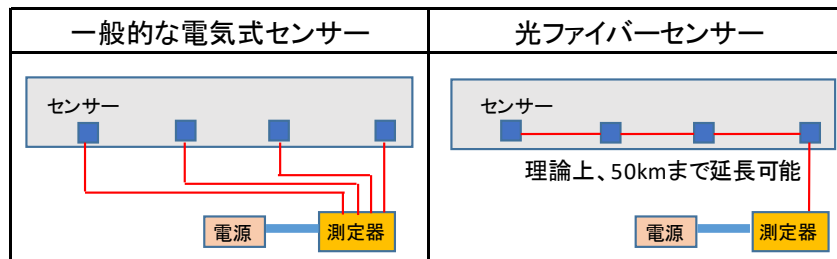 一般的な電気式センサー
光ファイバーセンサー
センサー
電源
測定器
センサー
理論上、50kmまで延長可能
電源
測定器